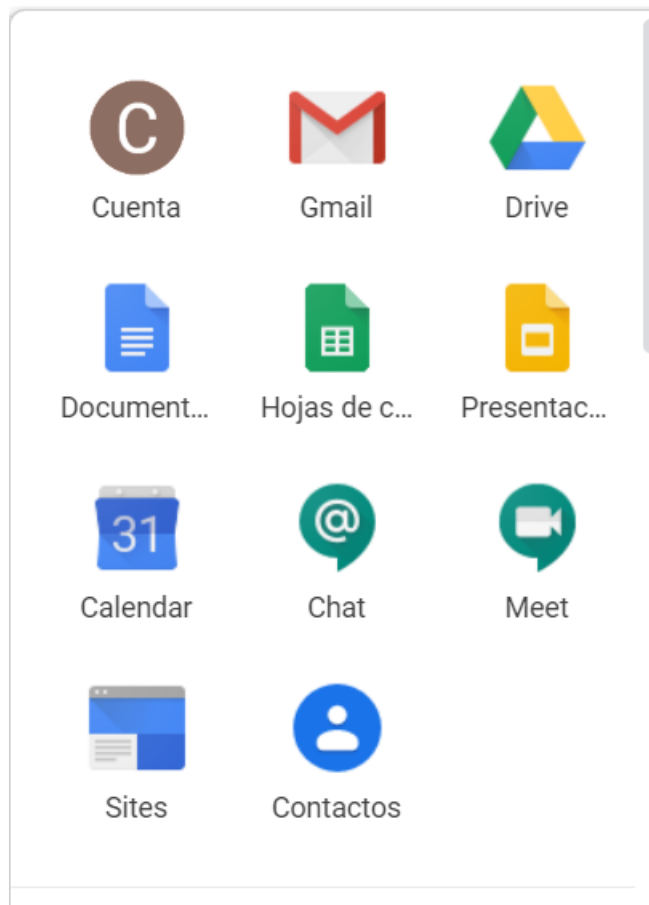 C
Cuenta
Gmail
Drive
Document...
Hojas de c...
Presentac...
31
Calendar
@
Chat
Meet
Sites
Contactos